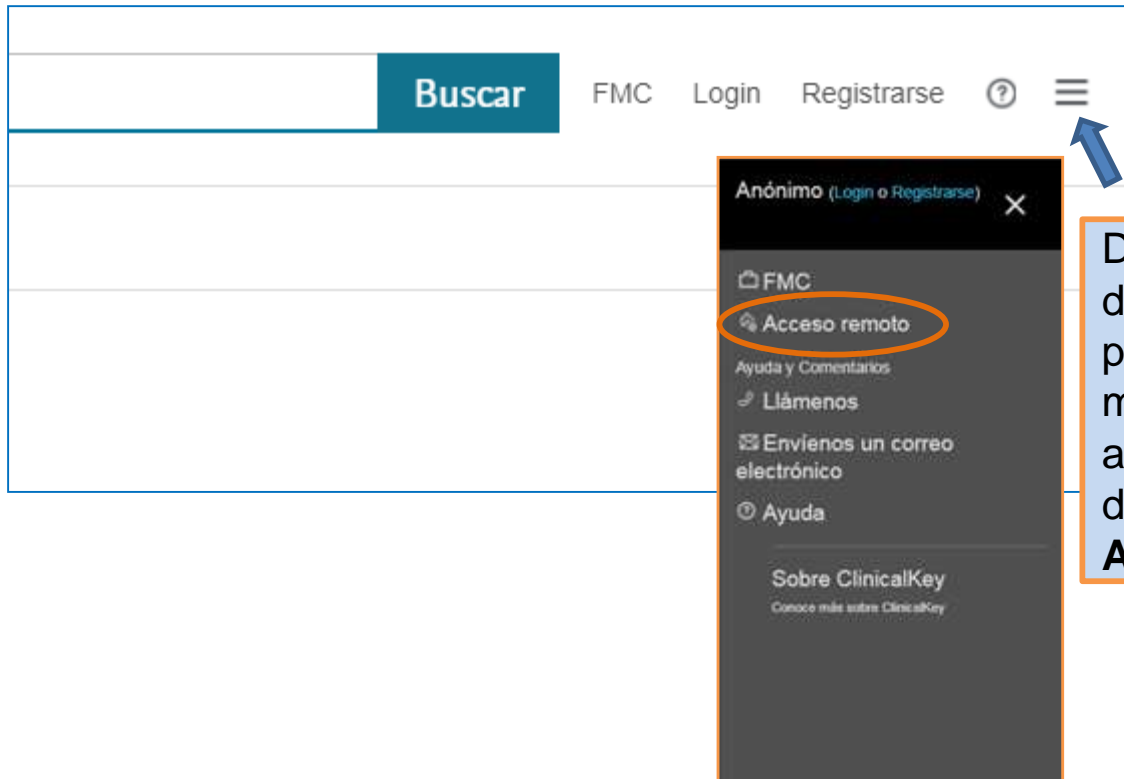 Buscar FMC Login Registrarse ?
Anónimo (Login o Registrarse)
FMC
Acceso remoto
Ayuda y Comentarios
Llámenos
Envíenos un correo
electrónico
Ayuda
Sobre ClinicalKey
Conoce más sobre ClinicalKey